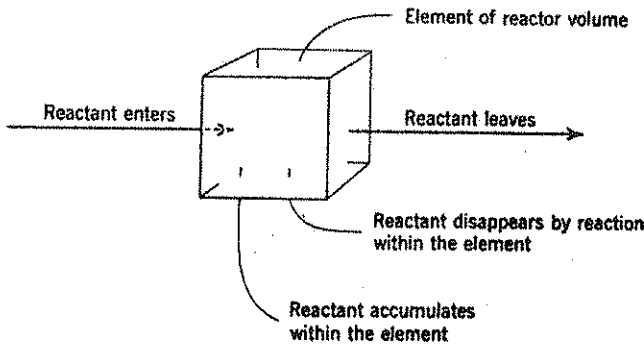 Element of reactor volume
Reactant enters
Reactant leaves
Reactant disappears by reaction
within the element
Reactant accumulates
within the element